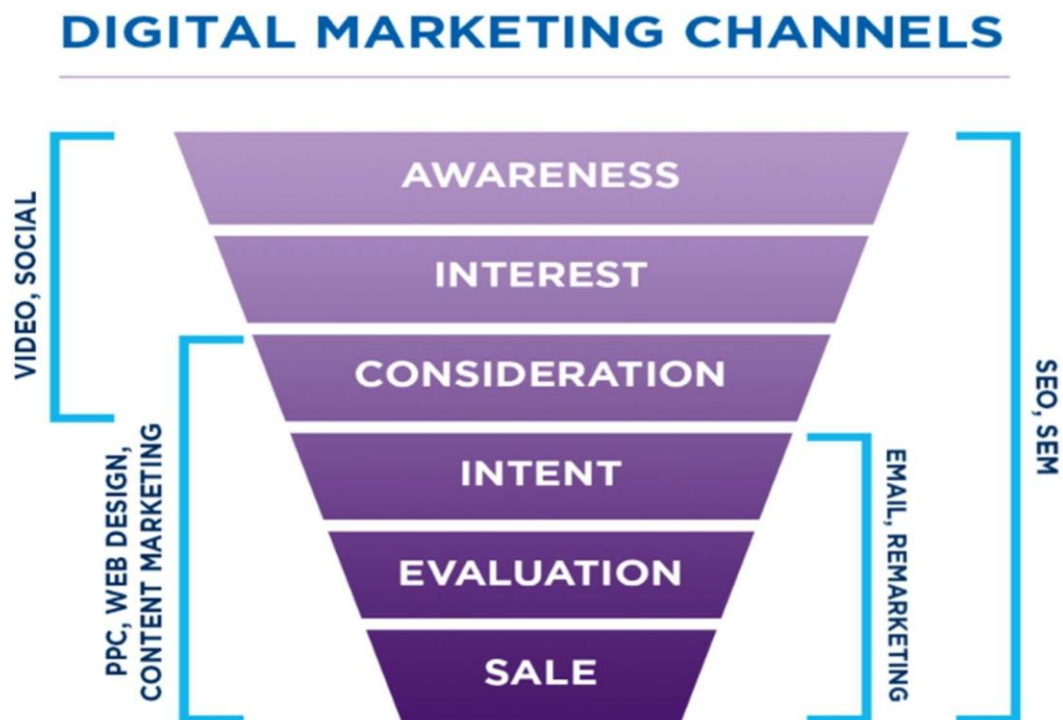 DIGITAL MARKETING CHANNELS
VIDEO, SOCIAL
PPC, WEB DESIGN,
CONTENT MARKETING
AWARENESS
INTEREST
CONSIDERATION
INTENT
EVALUATION
SALE
EMAIL, REMARKETING
SEO, SEM